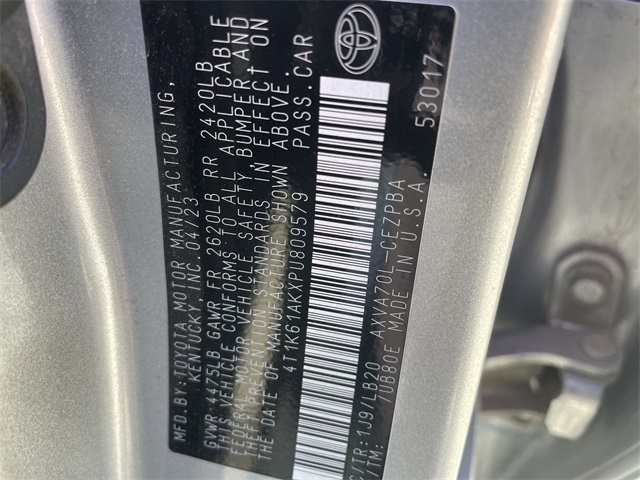 MFD.BY:TOYOTA MOTOR MANUFACTURING,
KENTUCKY, INC. 04/23
GVWR 4475LB GAWR FR 2620LB RR 2420LB
THIS VEHICLE CONFORMS TO ALL APPLICABLE
FEDERAL MOTOR VEHICLE SAFETY, BUMPER, AND
THEFT PREVENTION STANDARDS IN EFFECT ON
THE DATE OF MANUFACTURE SHOWN ABOVE.
4T1K61AKXPU809579 PASS.CAR
C/TR:1J9/LB20 AXVA70L-CEZPBA
/TM: /UB80E MADE IN U.S.A.
53017